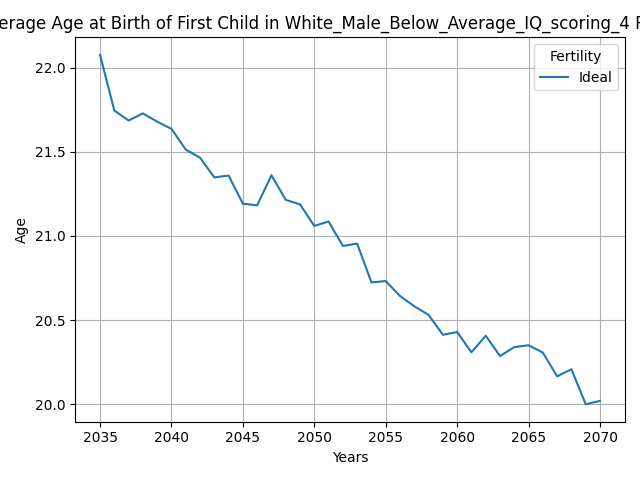 erage Age at Birth of First Child in White_Male_Below_Average_IQ_scoring_4
Fertility
Ideal
22.0
21.5
21.0
20.5
20.0
Age
2035 2040 2045 2050 2055 2060 2065 2070
Years